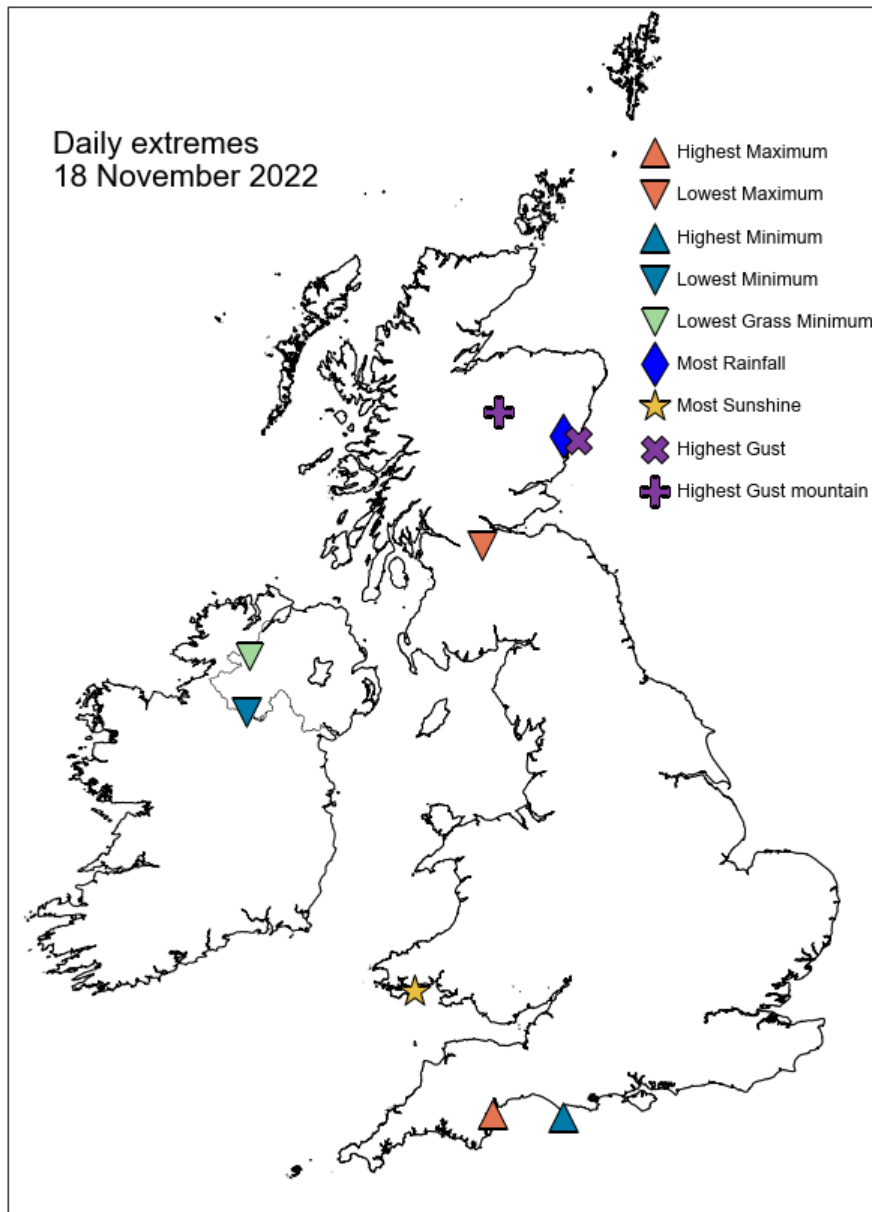 Daily extremes
18 November 2022
Highest Maximum
Lowest Maximum
Highest Minimum
Lowest Minimum
Lowest Grass Minimum
Most Rainfall
Most Sunshine
Highest Gust
Highest Gust mountain